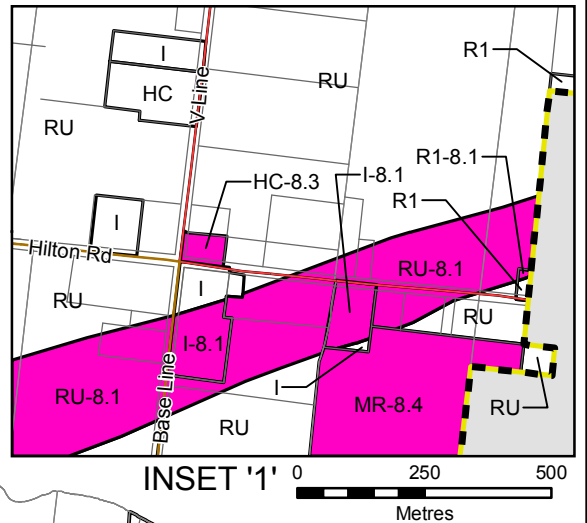 R1
I
RU
V Line
HC
RU
R1-8.1
HC-8.3
I-8.1
R1
I
Hilton Rd
RU-8.1
I
RU
RU
I-8.1
I
RU-8.1
MR-8.4
RU
Base Line
RU
INSET '1'
0 250 500
Metres